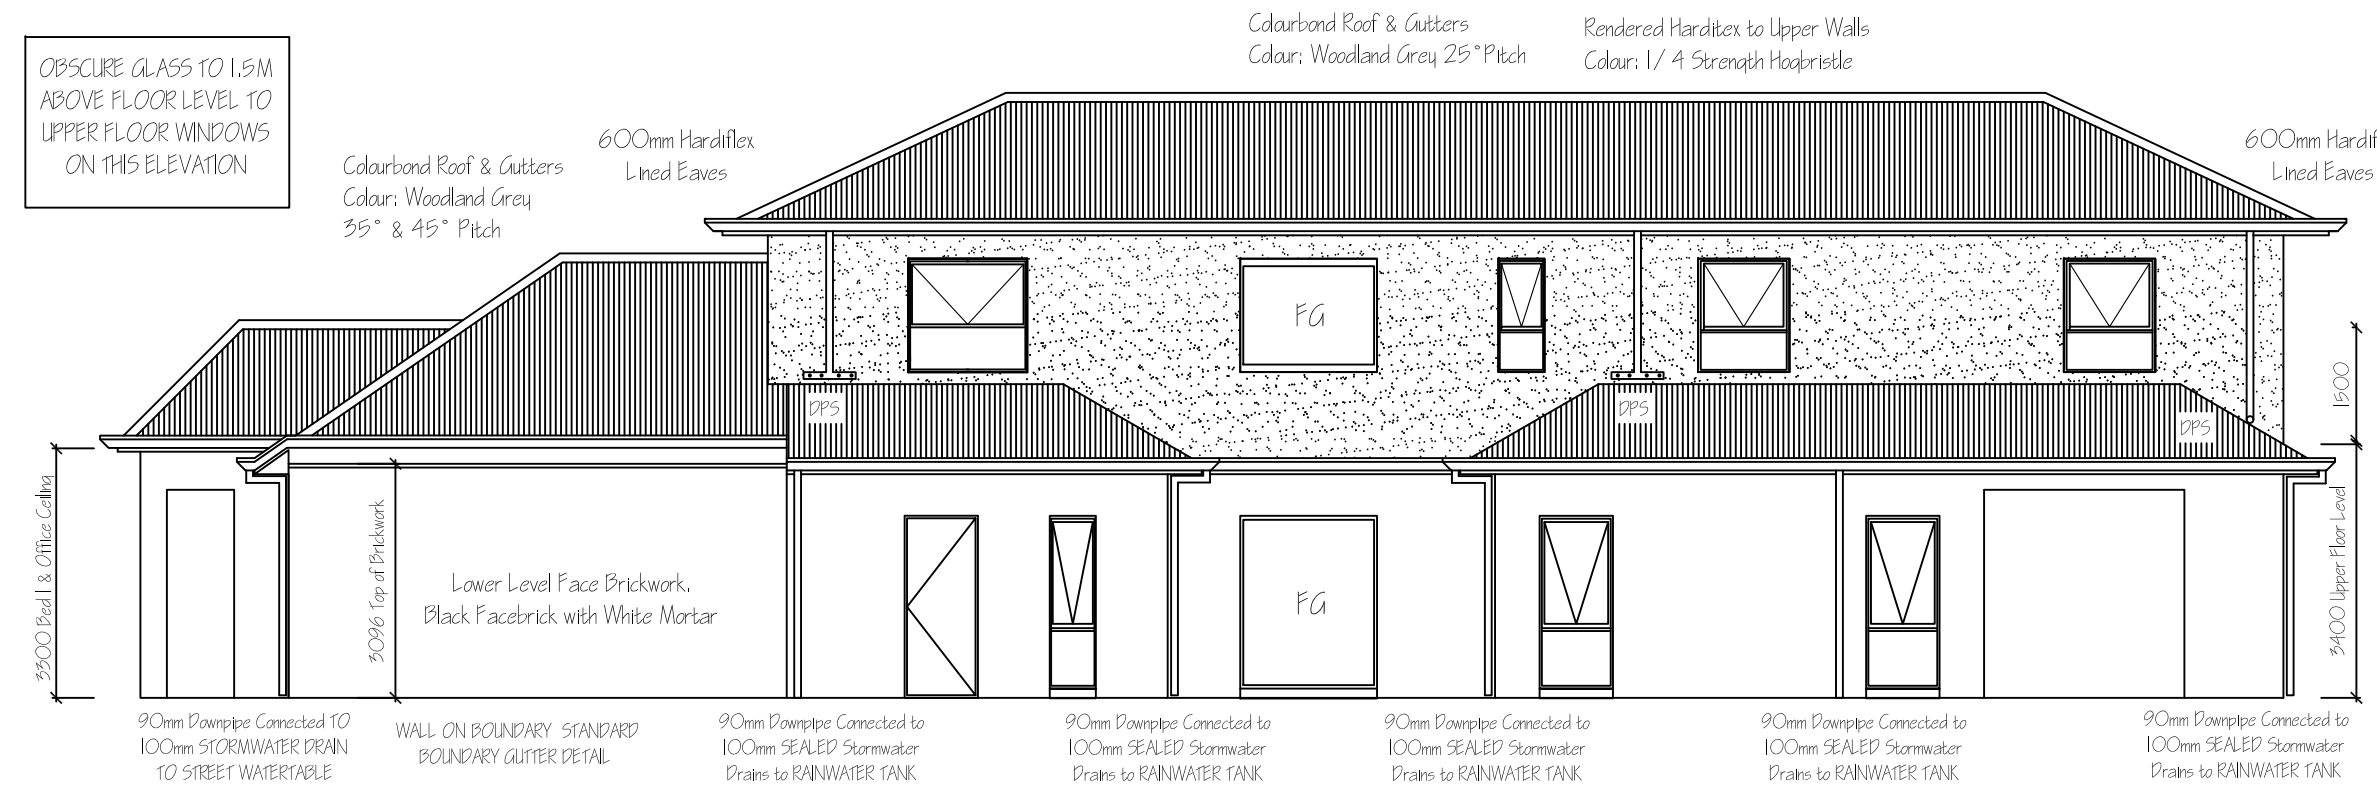 Colourbond Roof & Gutters
Colour; Woodland Grey 25° Pitch
Rendered Harditex to Upper Walls
Colour: 1/4 Strength Hogbristle
OBSCURE GLASS TO 1.5M
ABOVE FLOOR LEVEL TO
UPPER FLOOR WINDOWS
ON THIS ELEVATION
600mm Hardiflex
Lined Eaves
Colourbond Roof & Gutters
Colour: Woodland Grey
35° & 45° Pitch
600mm Hardif
Lined Eaves
FG
DPS
DPS
DPS
1500
3300 Bed 1 & Office Ceiling
3096 Top of Brickwork
Lower Level Face Brickwork.
Black Facebrick with White Mortar
FG
3400 Upper Floor Level
90mm Downpipe Connected TO
100mm STORMWATER DRAIN
TO STREET WATERTABLE
WALL ON BOUNDARY STANDARD
BOUNDARY GUTTER DETAIL
90mm Downpipe Connected to
100mm SEALED Stormwater
Drains to RAINWATER TANK
90mm Downpipe Connected to
100mm SEALED Stormwater
Drains to RAINWATER TANK
90mm Downpipe Connected to
100mm SEALED Stormwater
Drains to RAINWATER TANK
90mm Downpipe Connected to
100mm SEALED Stormwater
Drains to RAINWATER TANK
90mm Downpipe Connected to
100mm SEALED Stormwater
Drains to RAINWATER TANK